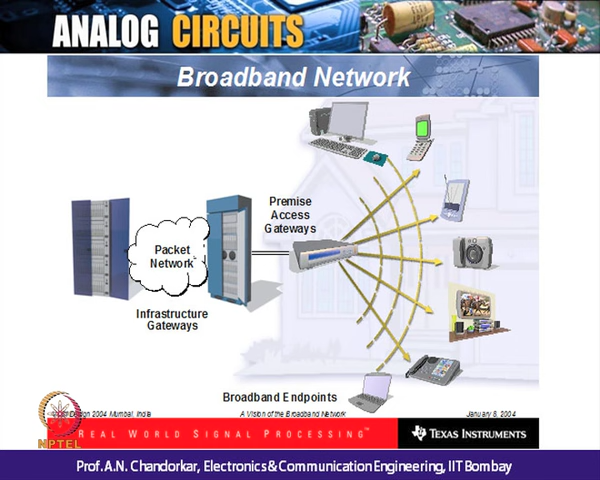 ANALOG CIRCUITS
Broadband Network
Premise
Access
Gateways
Packet
Network
Infrastructure
Gateways
Broadband Endpoints
Design 2004 Mumbai, India
A Vision of the Broadband Network
January 8, 2004
NPTEL
REAL WORLD SIGNAL PROCESSING™
TEXAS INSTRUMENTS
Prof. A.N. Chandorkar, Electronics & Communication Engineering, IIT Bombay